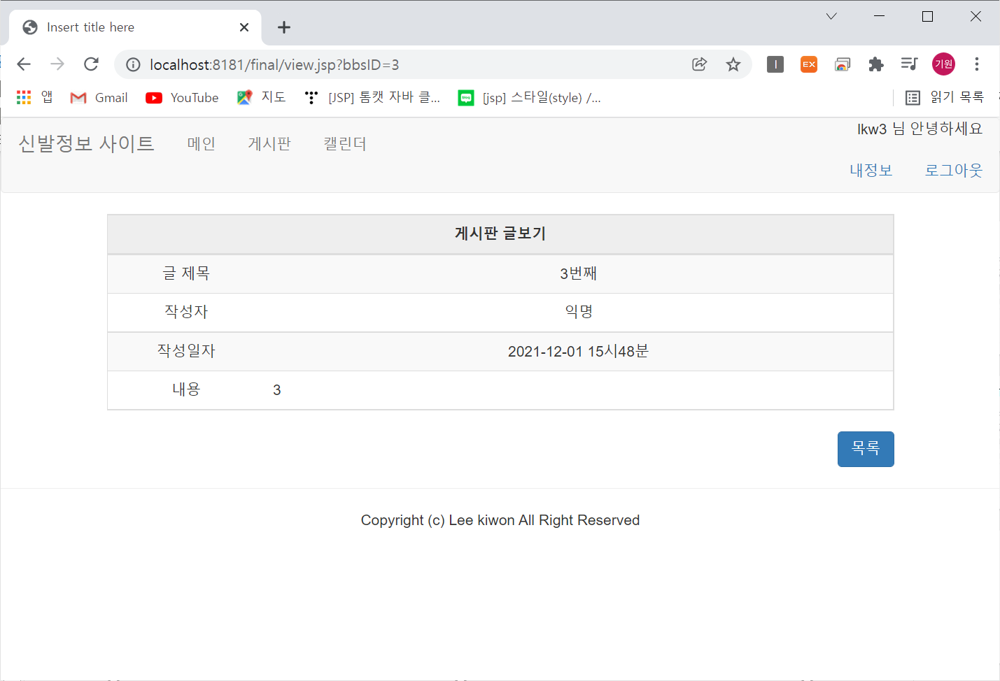 Insert title here
localhost:8181/final/view.jsp?bbsID=3
EX
기원
앱 Gmail YouTube 지도 [JSP] 톰캣 자바 클... [jsp] 스타일(style) /... 읽기 목록
lkw3 님 안녕하세요
신발정보 사이트 메인 게시판 캘린더
내정보 로그아웃
게시판 글보기
글 제목 3번째
작성자 익명
작성일자 2021-12-01 15시48분
내용 3
목록
Copyright (c) Lee kiwon All Right Reserved